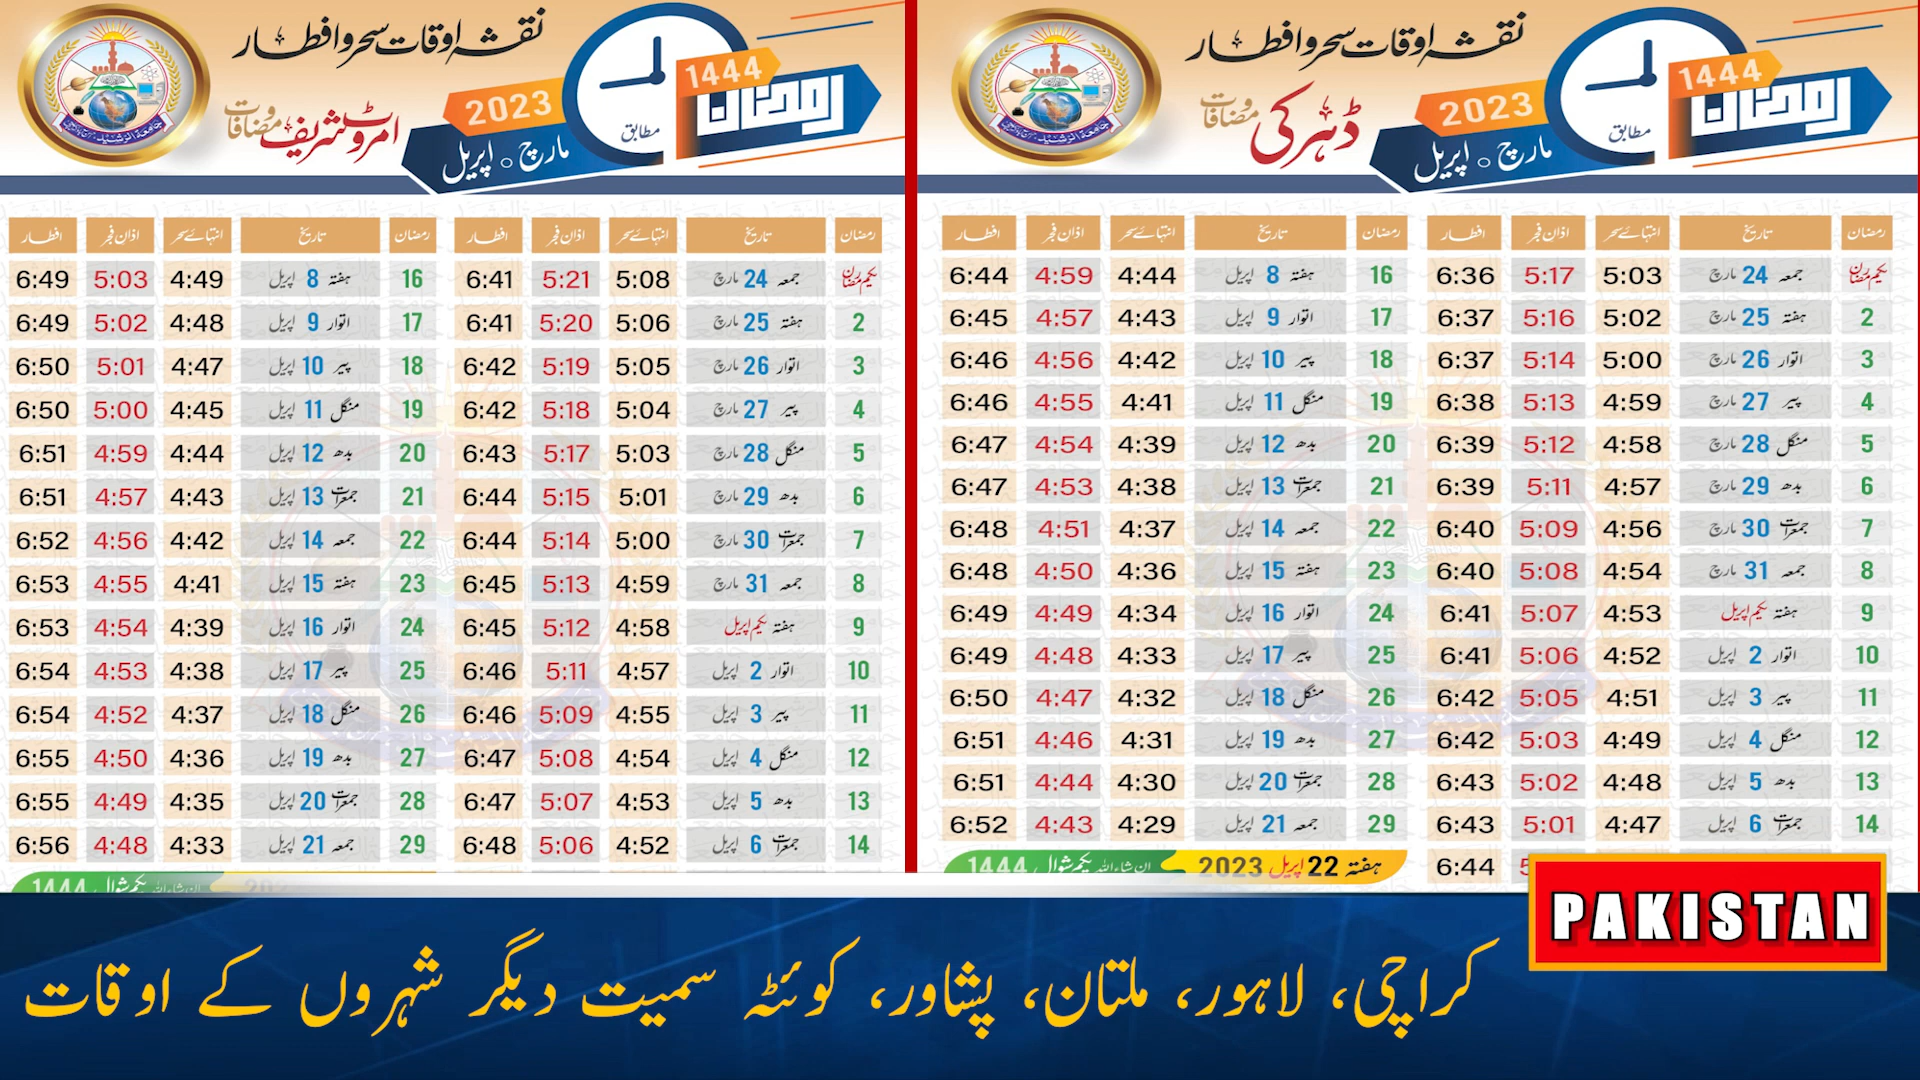 نقشہ اوقات سحر و افطار
امروٹ شریف و مضافات
رمضان 1444
مطابق
2023
مارچ ○ اپریل
رمضان تاریخ انتہائے سحر اذان فجر افطار رمضان تاریخ انتہائے سحر اذان فجر افطار
یکم رمضان جمعہ 24 مارچ 5:08 5:21 6:41 16 ہفتہ 8 اپریل 4:49 5:03 6:49
2 ہفتہ 25 مارچ 5:06 5:20 6:41 17 اتوار 9 اپریل 4:48 5:02 6:49
3 اتوار 26 مارچ 5:05 5:19 6:42 18 پیر 10 اپریل 4:47 5:01 6:50
4 پیر 27 مارچ 5:04 5:18 6:42 19 منگل 11 اپریل 4:45 5:00 6:50
5 منگل 28 مارچ 5:03 5:17 6:43 20 بدھ 12 اپریل 4:44 4:59 6:51
6 بدھ 29 مارچ 5:01 5:15 6:44 21 جمعرات 13 اپریل 4:43 4:57 6:51
7 جمعرات 30 مارچ 5:00 5:14 6:44 22 جمعہ 14 اپریل 4:42 4:56 6:52
8 جمعہ 31 مارچ 4:59 5:13 6:45 23 ہفتہ 15 اپریل 4:41 4:55 6:53
9 ہفتہ یکم اپریل 4:58 5:12 6:45 24 اتوار 16 اپریل 4:39 4:54 6:53
10 اتوار 2 اپریل 4:57 5:11 6:46 25 پیر 17 اپریل 4:38 4:53 6:54
11 پیر 3 اپریل 4:55 5:09 6:46 26 منگل 18 اپریل 4:37 4:52 6:54
12 منگل 4 اپریل 4:54 5:08 6:47 27 بدھ 19 اپریل 4:36 4:50 6:55
13 بدھ 5 اپریل 4:53 5:07 6:47 28 جمعرات 20 اپریل 4:35 4:49 6:55
14 جمعرات 6 اپریل 4:52 5:06 6:48 29 جمعہ 21 اپریل 4:33 4:48 6:56
ان شاء اللہ یکم شوال 1444
نقشہ اوقات سحر و افطار
ڈہرکی و مضافات
رمضان 1444
مطابق
2023
مارچ ○ اپریل
رمضان تاریخ انتہائے سحر اذان فجر افطار رمضان تاریخ انتہائے سحر اذان فجر افطار
یکم رمضان جمعہ 24 مارچ 5:03 5:17 6:36 16 ہفتہ 8 اپریل 4:44 4:59 6:44
2 ہفتہ 25 مارچ 5:02 5:16 6:37 17 اتوار 9 اپریل 4:43 4:57 6:45
3 اتوار 26 مارچ 5:00 5:14 6:37 18 پیر 10 اپریل 4:42 4:56 6:46
4 پیر 27 مارچ 4:59 5:13 6:38 19 منگل 11 اپریل 4:41 4:55 6:46
5 منگل 28 مارچ 4:58 5:12 6:39 20 بدھ 12 اپریل 4:39 4:54 6:47
6 بدھ 29 مارچ 4:57 5:11 6:39 21 جمعرات 13 اپریل 4:38 4:53 6:47
7 جمعرات 30 مارچ 4:56 5:09 6:40 22 جمعہ 14 اپریل 4:37 4:51 6:48
8 جمعہ 31 مارچ 4:54 5:08 6:40 23 ہفتہ 15 اپریل 4:36 4:50 6:48
9 ہفتہ یکم اپریل 4:53 5:07 6:41 24 اتوار 16 اپریل 4:34 4:49 6:49
10 اتوار 2 اپریل 4:52 5:06 6:41 25 پیر 17 اپریل 4:33 4:48 6:49
11 پیر 3 اپریل 4:51 5:05 6:42 26 منگل 18 اپریل 4:32 4:47 6:50
12 منگل 4 اپریل 4:49 5:03 6:42 27 بدھ 19 اپریل 4:31 4:46 6:51
13 بدھ 5 اپریل 4:48 5:02 6:43 28 جمعرات 20 اپریل 4:30 4:44 6:51
14 جمعرات 6 اپریل 4:47 5:01 6:43 29 جمعہ 21 اپریل 4:29 4:43 6:52
6:44 ہفتہ 22 اپریل 2023 ان شاء اللہ یکم شوال 1444
PAKISTAN
کراچی، لاہور، ملتان، پشاور، کوئٹہ سمیت دیگر شہروں کے اوقات